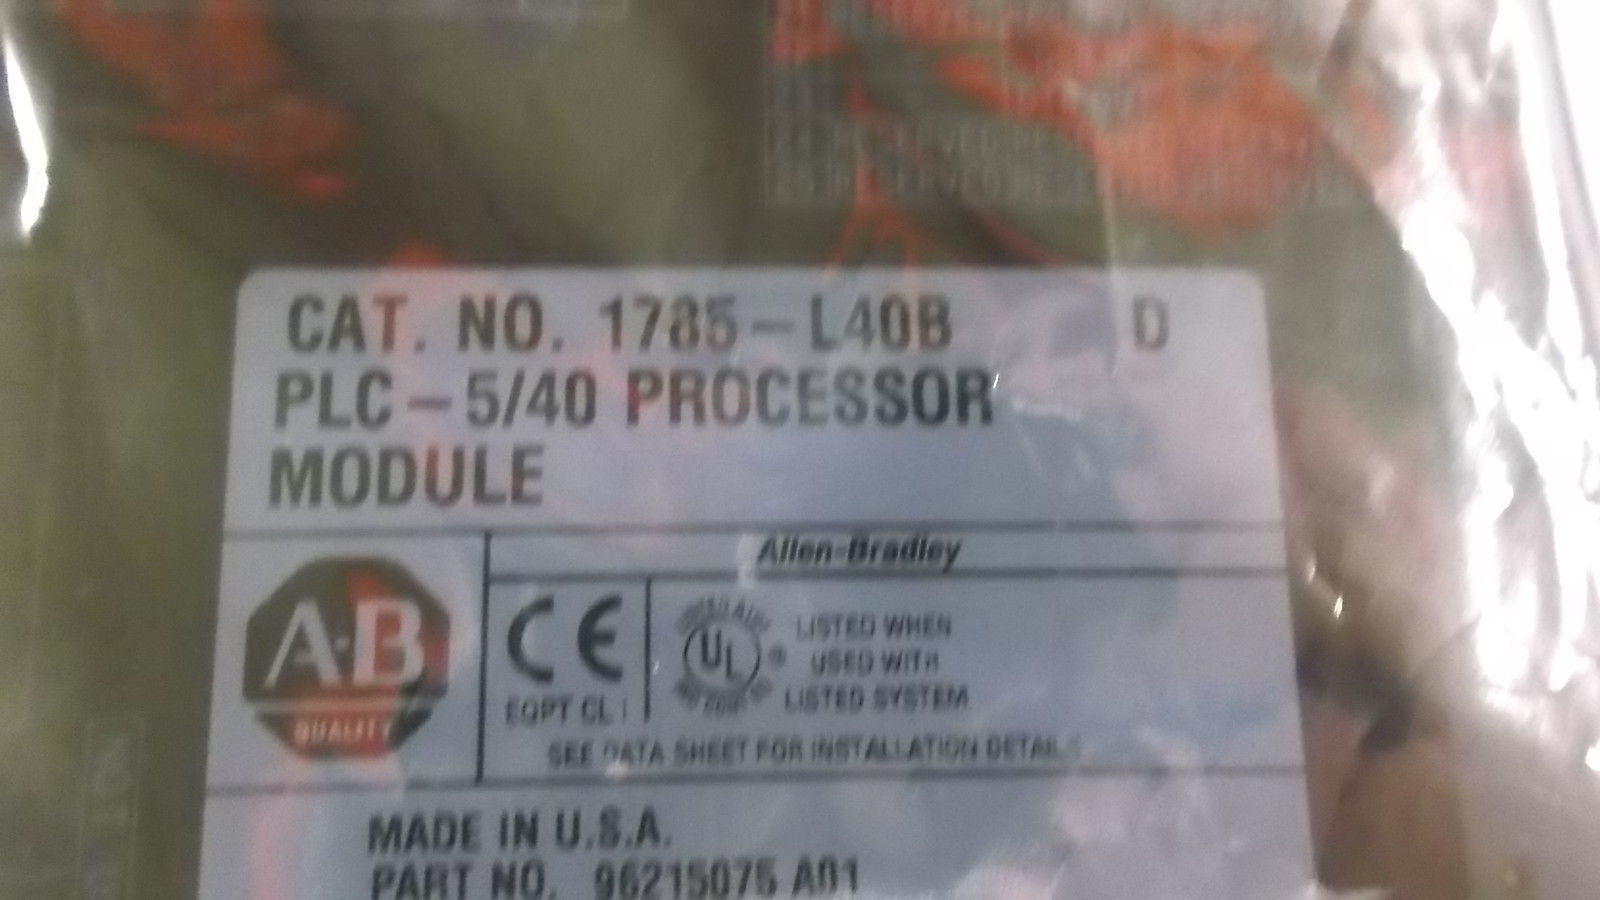 CAT. NO. 1785-L40B D
PLC-5/40 PROCESSOR
MODULE
Allen-Bradley
A-B
QUALITY
CE
EQPT CL I
UL
®
LISTED WHEN
USED WITH
LISTED SYSTEM
SEE DATA SHEET FOR INSTALLATION DETAILS
MADE IN U.S.A.
PART NO. 96215075 A01